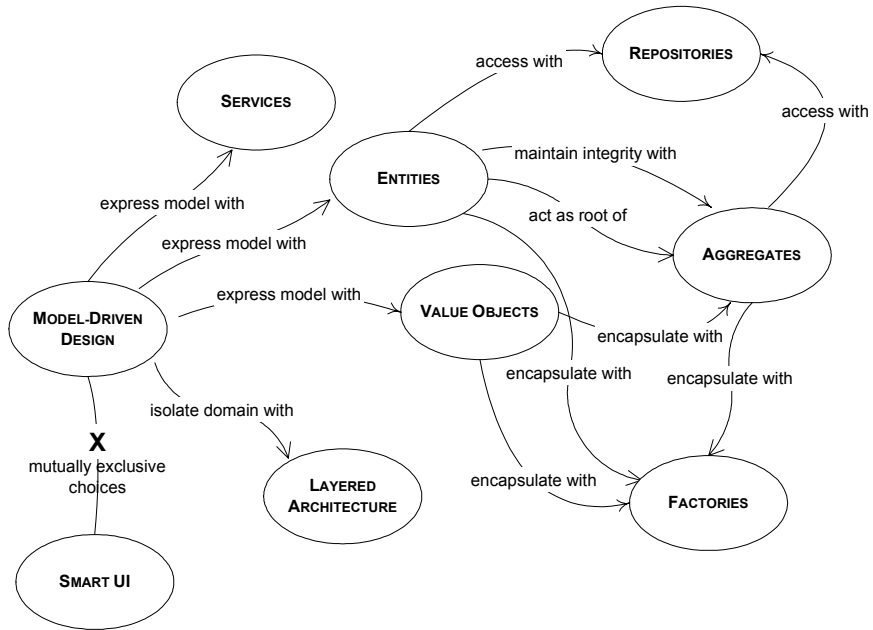 REPOSITORIES
access with
SERVICES
access with
maintain integrity with
ENTITIES
express model with
act as root of
express model with
AGGREGATES
express model with
MODEL-DRIVEN
DESIGN
VALUE OBJECTS
encapsulate with
encapsulate with
encapsulate with
isolate domain with
X
mutually exclusive
choices
encapsulate with
LAYERED
ARCHITECTURE
FACTORIES
SMART UI